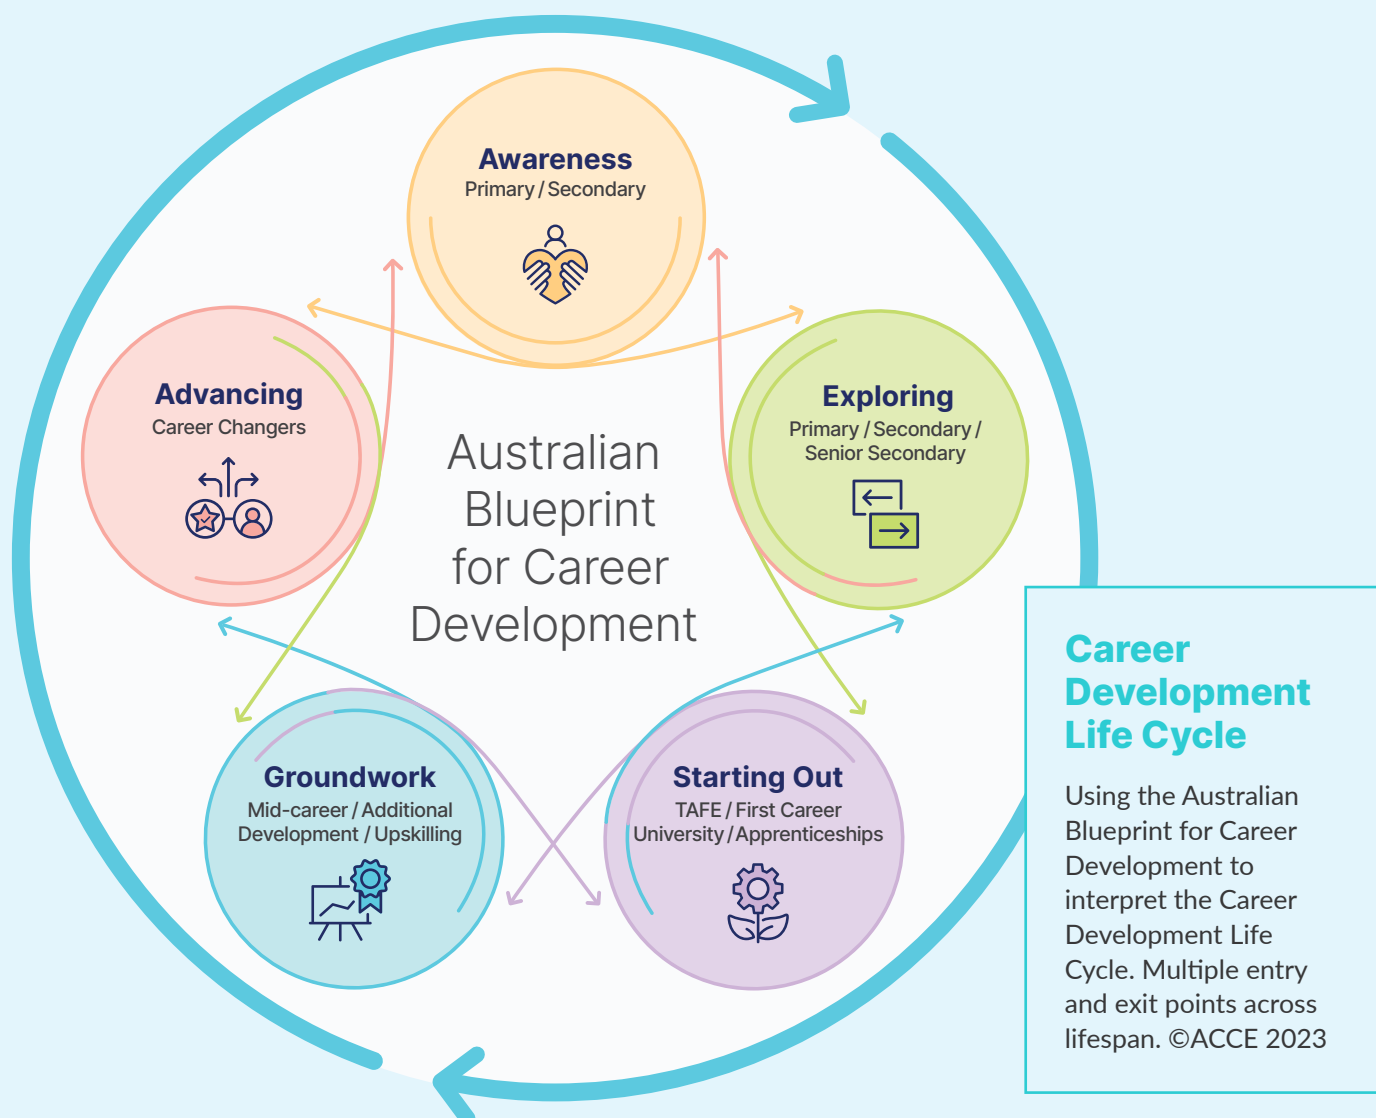 Awareness
Primary / Secondary
Advancing
Career Changers
Exploring
Primary / Secondary /
Senior Secondary
Australian
Blueprint
for Career
Development
Groundwork
Mid-career / Additional
Development / Upskilling
Starting Out
TAFE / First Career
University / Apprenticeships
Career
Development
Life Cycle
Using the Australian
Blueprint for Career
Development to
interpret the Career
Development Life
Cycle. Multiple entry
and exit points across
lifespan. ©ACCE 2023